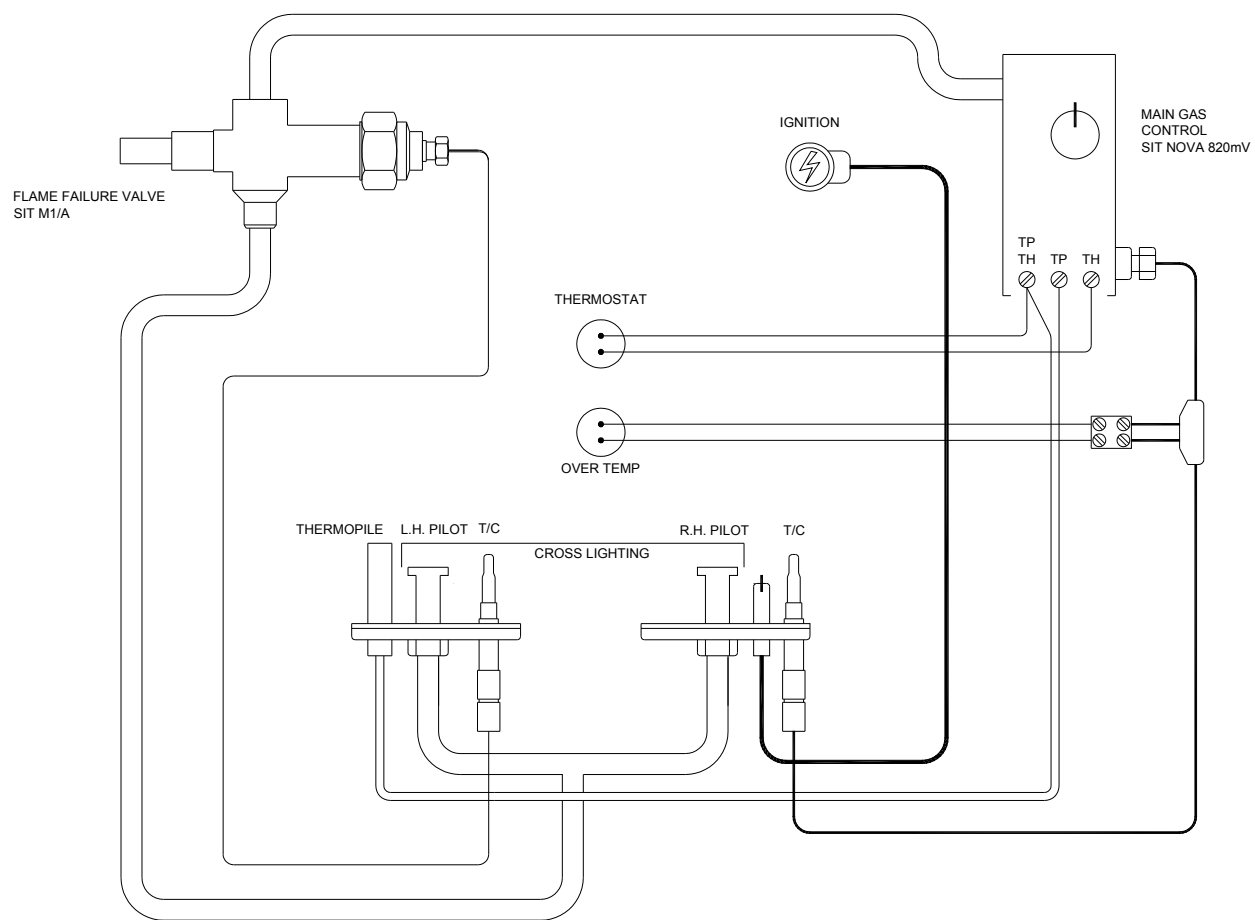 IGNITION
MAIN GAS
CONTROL
SIT NOVA 820mV
FLAME FAILURE VALVE
SIT M1/A
TP
TH TP TH
THERMOSTAT
OVER TEMP
THERMOPILE L.H. PILOT T/C R.H. PILOT T/C
CROSS LIGHTING